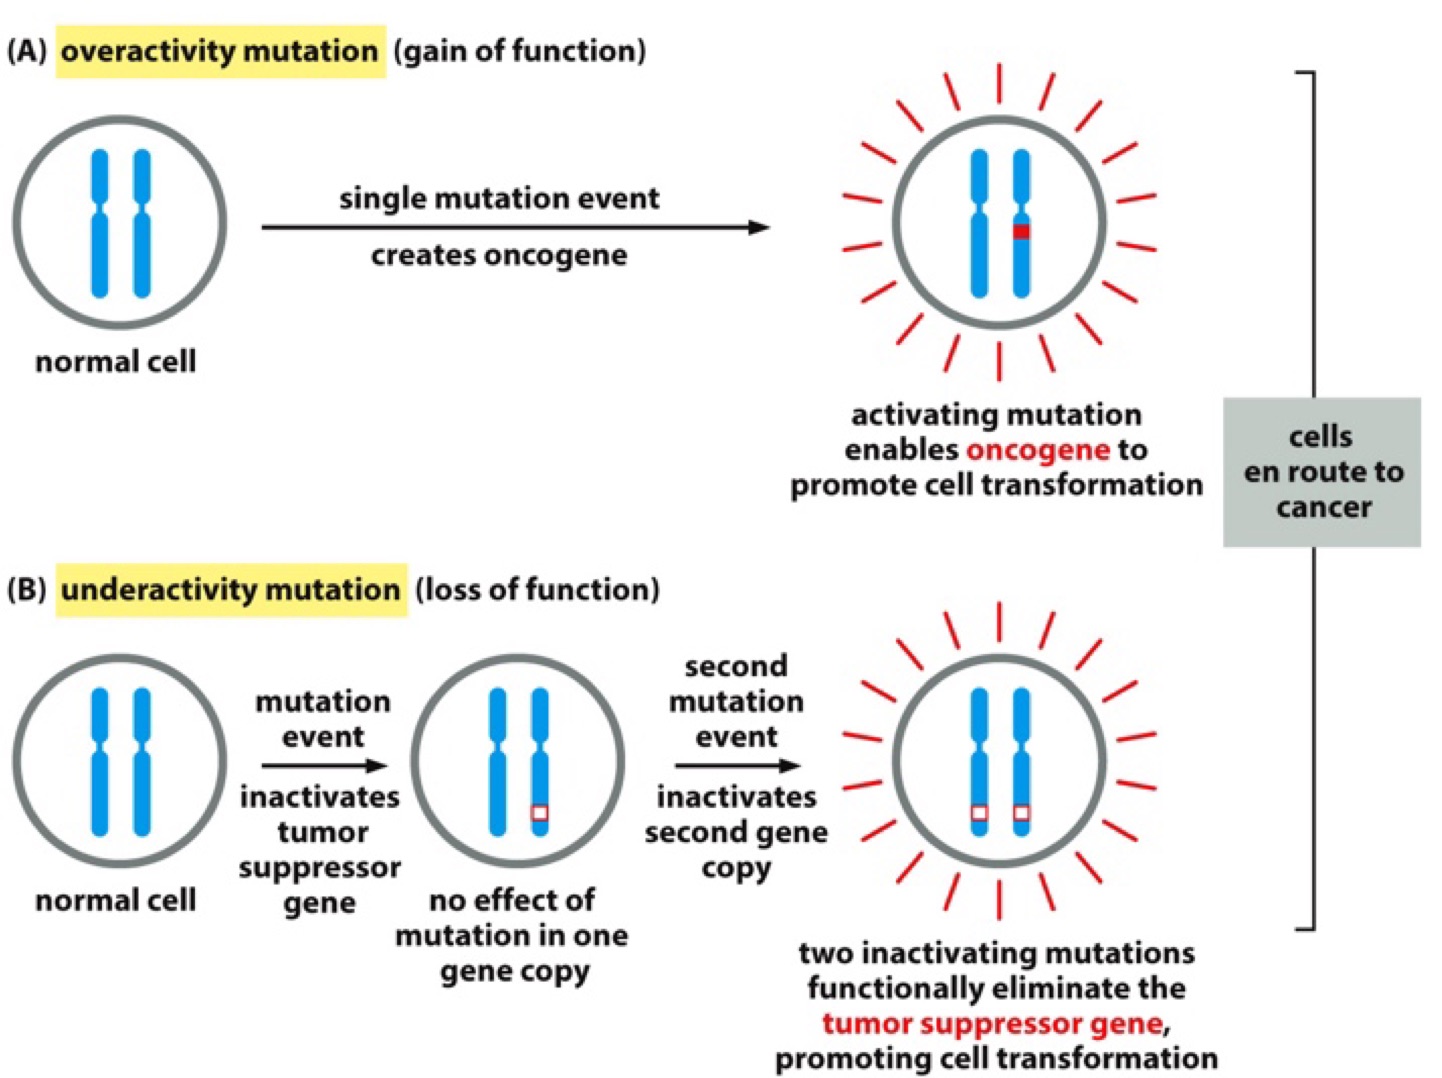 (A) overactivity mutation (gain of function)
single mutation event
creates oncogene
normal cell
activating mutation
enables oncogene to
promote cell transformation
cells
en route to
cancer
(B) underactivity mutation (loss of function)
normal cell
mutation
event
inactivates
tumor
suppressor
gene
no effect of
mutation in one
gene copy
second
mutation
event
inactivates
second gene
copy
two inactivating mutations
functionally eliminate the
tumor suppressor gene,
promoting cell transformation